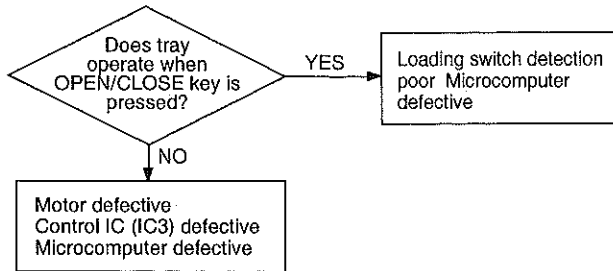 Does tray
operate when
OPEN/CLOSE key is
pressed?
YES
Loading switch detection
poor Microcomputer
defective
NO
Motor defective
Control IC (IC3) defective
Microcomputer defective